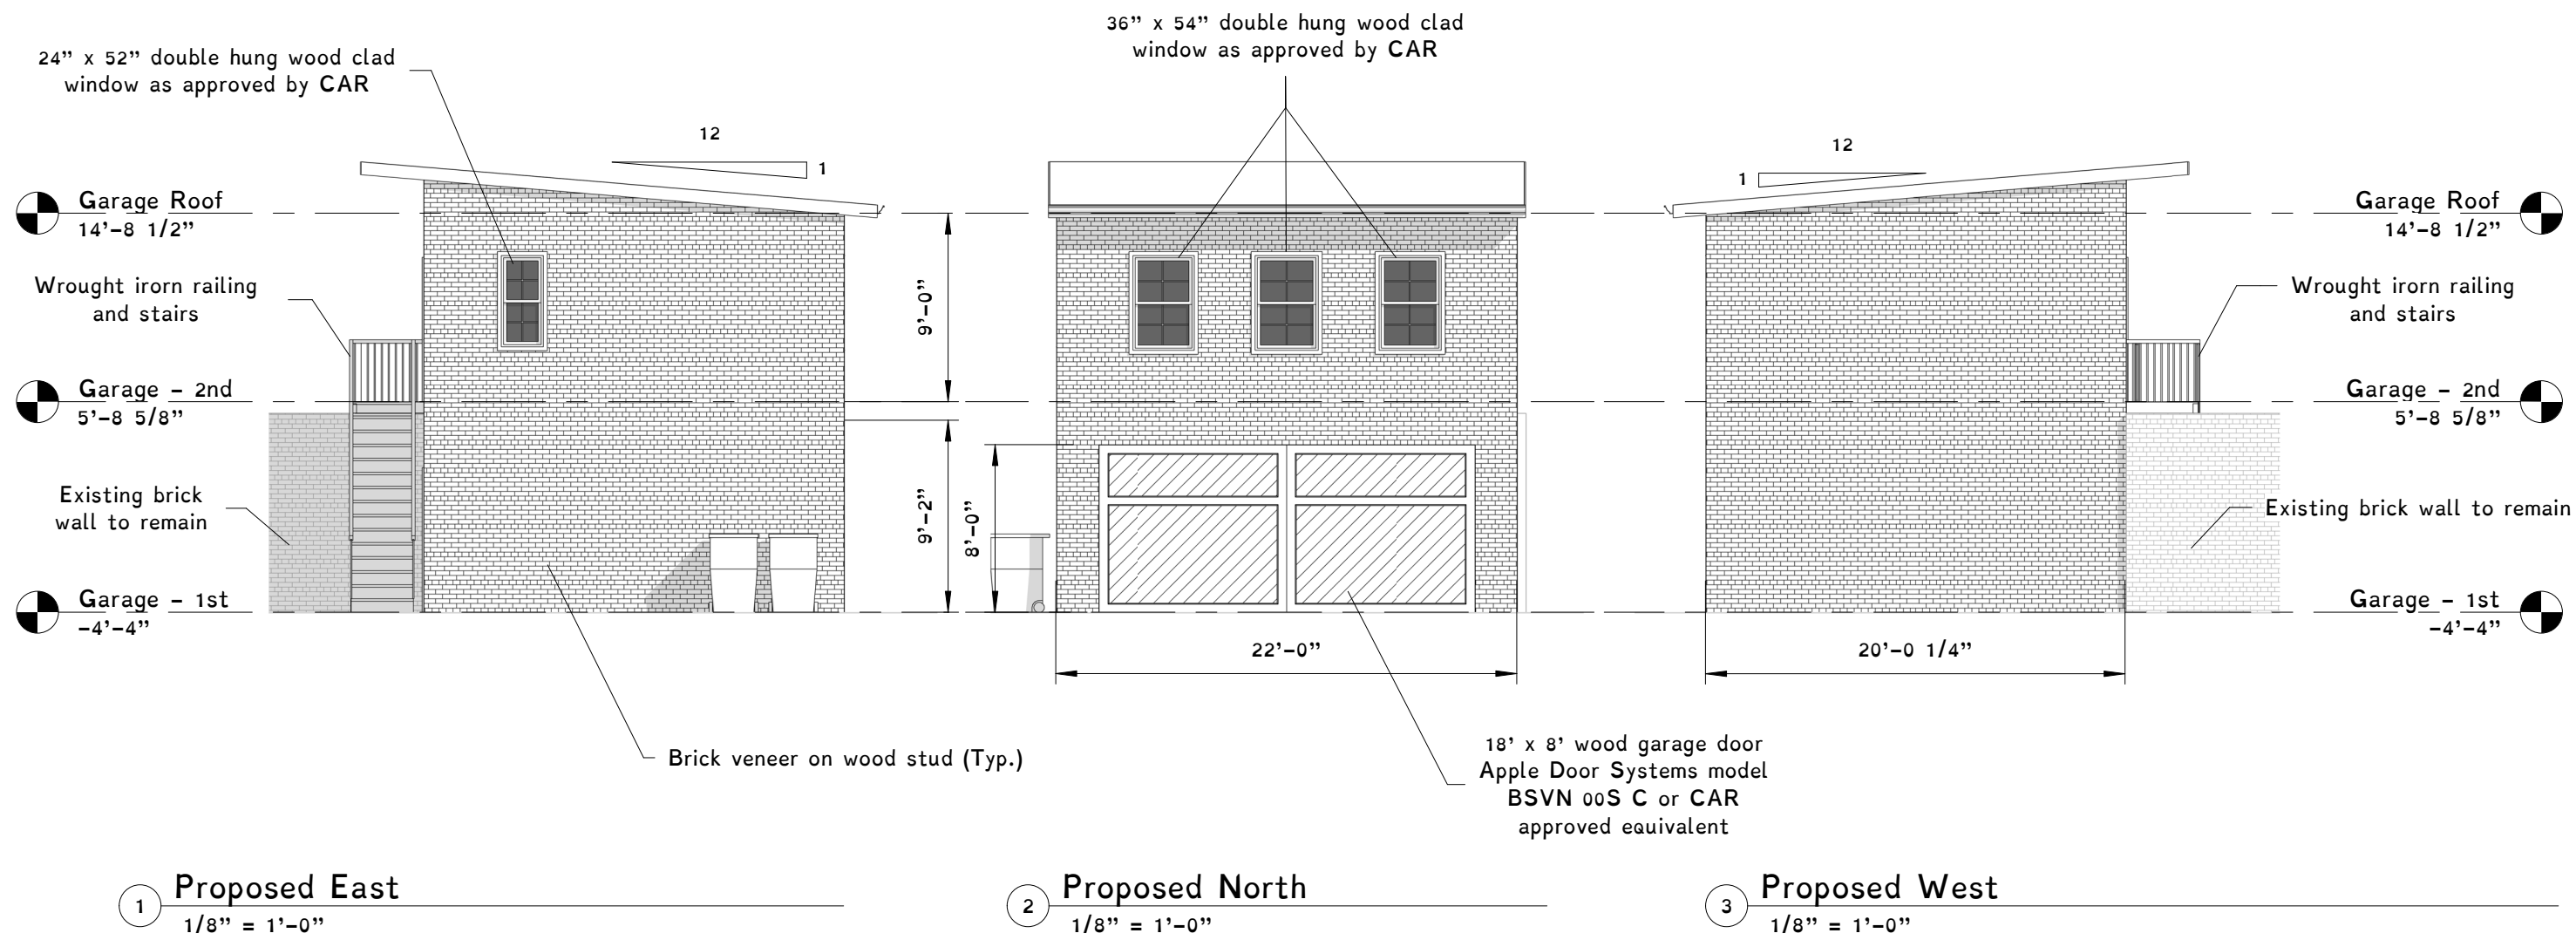 24” x 52” double hung wood clad
window as approved by CAR
36” x 54” double hung wood clad
window as approved by CAR
12
1
12
1
Garage Roof
14’-8 1/2”
Garage Roof
14’-8 1/2”
Wrought irorn railing
and stairs
9’-0”
Wrought irorn railing
and stairs
Garage - 2nd
5’-8 5/8”
Garage - 2nd
5’-8 5/8”
Existing brick
wall to remain
9’-2”
8’-0”
Existing brick wall to remain
Garage - 1st
-4’-4”
Garage - 1st
-4’-4”
22’-0”
20’-0 1/4”
Brick veneer on wood stud (Typ.)
18’ x 8’ wood garage door
Apple Door Systems model
BSVN 00S C or CAR
approved equivalent
1 Proposed East
1/8” = 1’-0”
2 Proposed North
1/8” = 1’-0”
3 Proposed West
1/8” = 1’-0”